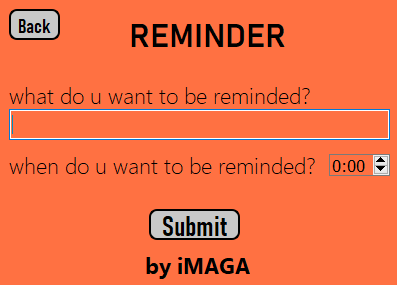 Back
REMINDER
what do u want to be reminded?
when do u want to be reminded? 0:00
Submit
by iMAGA